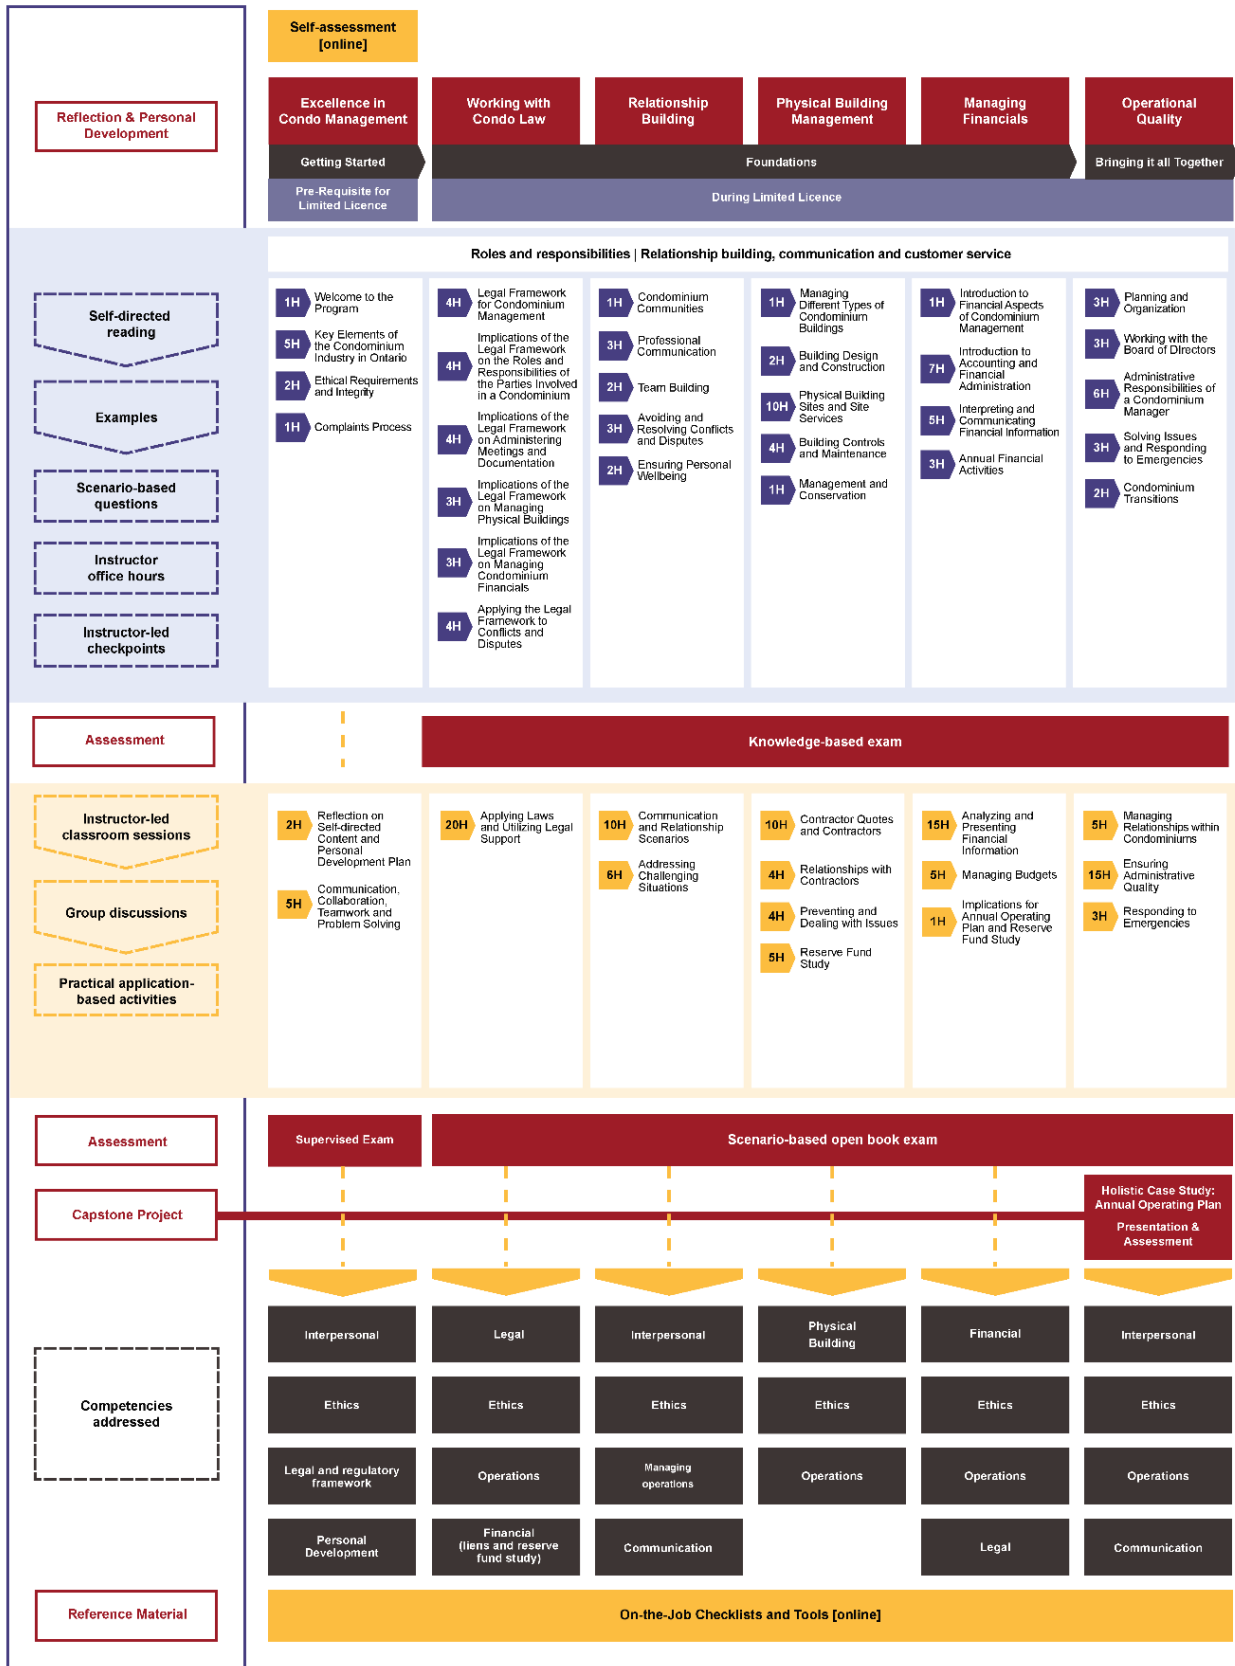 Self-assessment
[online]
Reflection & Personal
Development
Excellence in
Condo Management
Working with
Condo Law
Relationship
Building
Physical Building
Management
Managing
Financials
Operational
Quality
Getting Started
Foundations
Bringing it all Together
Pre-Requisite for
Limited Licence
During Limited Licence
Roles and responsibilities | Relationship building, communication and customer service
Self-directed
reading
Examples
Scenario-based
questions
Instructor
office hours
Instructor-led
checkpoints
1H Welcome to the
Program
5H Key Elements of
the Condominium
Industry in Ontario
2H Ethical Requirements
and Integrity
1H Complaints Process
4H Legal Framework
for Condominium
Management
4H Implications of the
Legal Framework
on the Roles and
Responsibilities of
the Parties Involved
in a Condominium
4H Implications of the
Legal Framework
on Administering
Meetings and
Documentation
3H Implications of the
Legal Framework
on Managing
Physical Buildings
3H Implications of the
Legal Framework
on Managing
Condominium
Financials
4H Applying the Legal
Framework to
Conflicts and
Disputes
1H Condominium
Communities
3H Professional
Communication
2H Team Building
3H Avoiding and
Resolving Conflicts
and Disputes
2H Ensuring Personal
Wellbeing
1H Managing
Different Types of
Condominium
Buildings
2H Building Design
and Construction
10H Physical Building
Sites and Site
Services
4H Building Controls
and Maintenance
1H Management and
Conservation
1H Introduction to
Financial Aspects
of Condominium
Management
7H Introduction to
Accounting and
Financial
Administration
5H Interpreting and
Communicating
Financial Information
3H Annual Financial
Activities
3H Planning and
Organization
3H Working with the
Board of Directors
6H Administrative
Responsibilities of
a Condominium
Manager
3H Solving Issues
and Responding
to Emergencies
2H Condominium
Transitions
Assessment
Knowledge-based exam
Instructor-led
classroom sessions
Group discussions
Practical application-
based activities
2H Reflection on
Self-directed
Content and
Personal
Development Plan
5H Communication,
Collaboration,
Teamwork and
Problem Solving
20H Applying Laws
and Utilizing Legal
Support
10H Communication
and Relationship
Scenarios
6H Addressing
Challenging
Situations
10H Contractor Quotes
and Contractors
4H Relationships with
Contractors
4H Preventing and
Dealing with Issues
5H Reserve Fund
Study
15H Analyzing and
Presenting
Financial
Information
5H Managing Budgets
1H Implications for
Annual Operating
Plan and Reserve
Fund Study
5H Managing
Relationships within
Condominiums
15H Ensuring
Administrative
Quality
3H Responding to
Emergencies
Assessment
Supervised Exam
Scenario-based open book exam
Capstone Project
Holistic Case Study:
Annual Operating Plan
Presentation &
Assessment
Competencies
addressed
Interpersonal
Legal
Interpersonal
Physical
Building
Financial
Interpersonal
Ethics
Ethics
Ethics
Ethics
Ethics
Ethics
Legal and regulatory
framework
Operations
Managing
operations
Operations
Operations
Operations
Personal
Development
Financial
(liens and reserve
fund study)
Communication
Legal
Communication
Reference Material
On-the-Job Checklists and Tools [online]